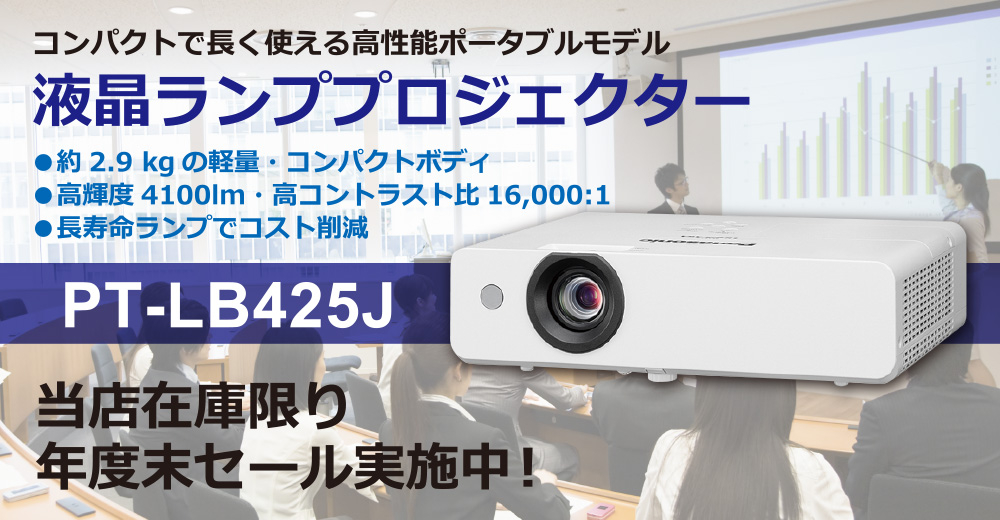 コンパクトで長く使える高性能ポータブルモデル
液晶ランププロジェクター
●約 2.9 kg の軽量・コンパクトボディ
●高輝度 4100lm・高コントラスト比 16,000:1
●長寿命ランプでコスト削減
Panasonic
PT-LB425J
当店在庫限り
年度末セール実施中!